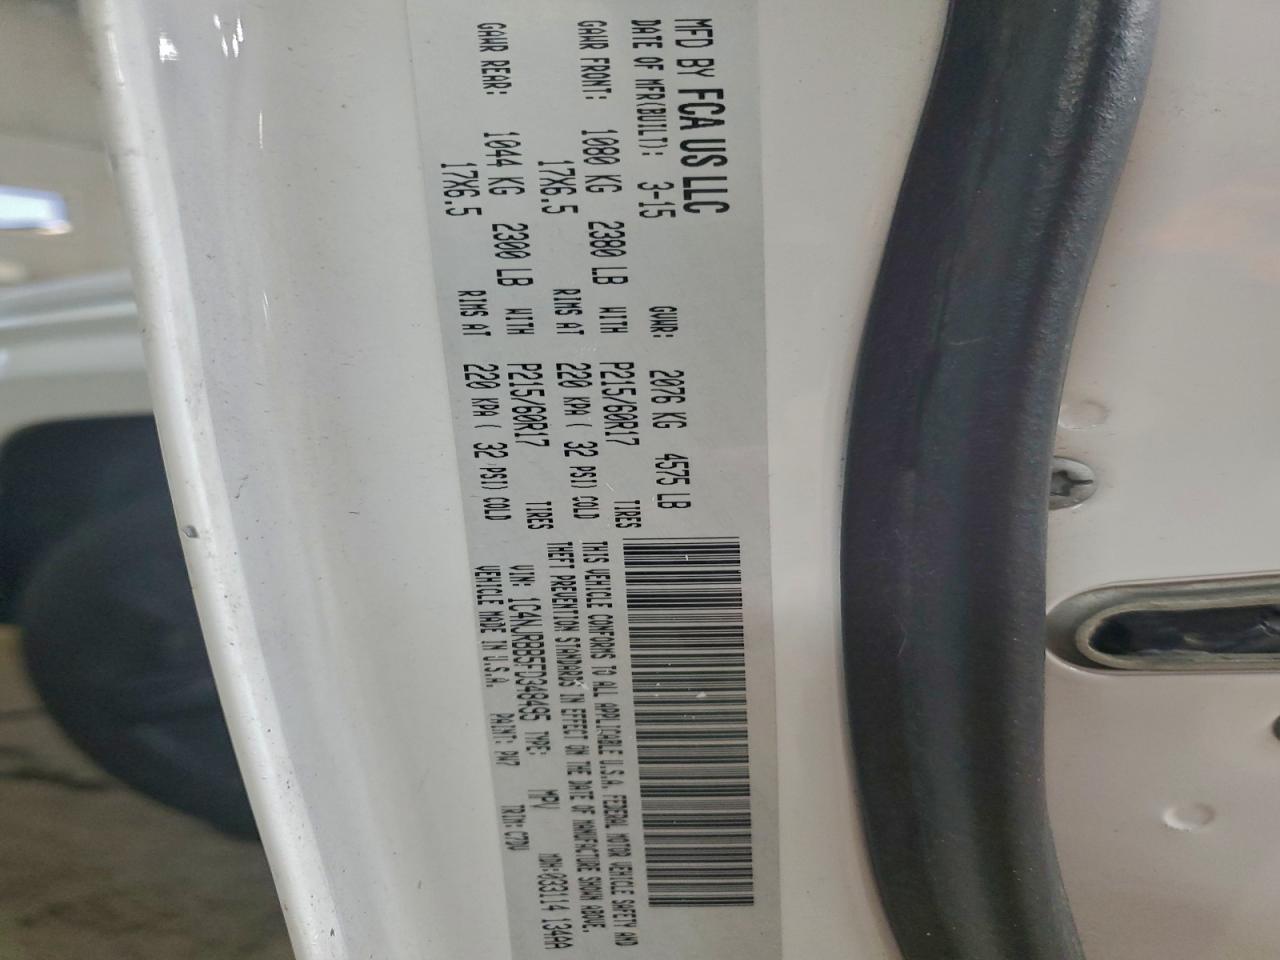 MFD BY FCA US LLC
DATE OF MFR(BUILT): 3-15 GVWR: 2076 KG 4575 LB
GAWR FRONT: 1080 KG 2380 LB WITH P215/60R17 TIRES
17X6.5 RIMS AT 220 KPA ( 32 PSI) COLD
GAWR REAR: 1044 KG 2300 LB WITH P215/60R17 TIRES
17X6.5 RIMS AT 220 KPA ( 32 PSI) COLD
THIS VEHICLE CONFORMS TO ALL APPLICABLE U.S.A. FEDERAL MOTOR VEHICLE SAFETY AND
THEFT PREVENTION STANDARDS IN EFFECT ON THE DATE OF MANUFACTURE SHOWN ABOVE.
VIN: 1C4NJRBB5FD348495 TYPE: MPV MDH:033114 134AA
VEHICLE MADE IN U.S.A. PAINT: PW7 TRIM: